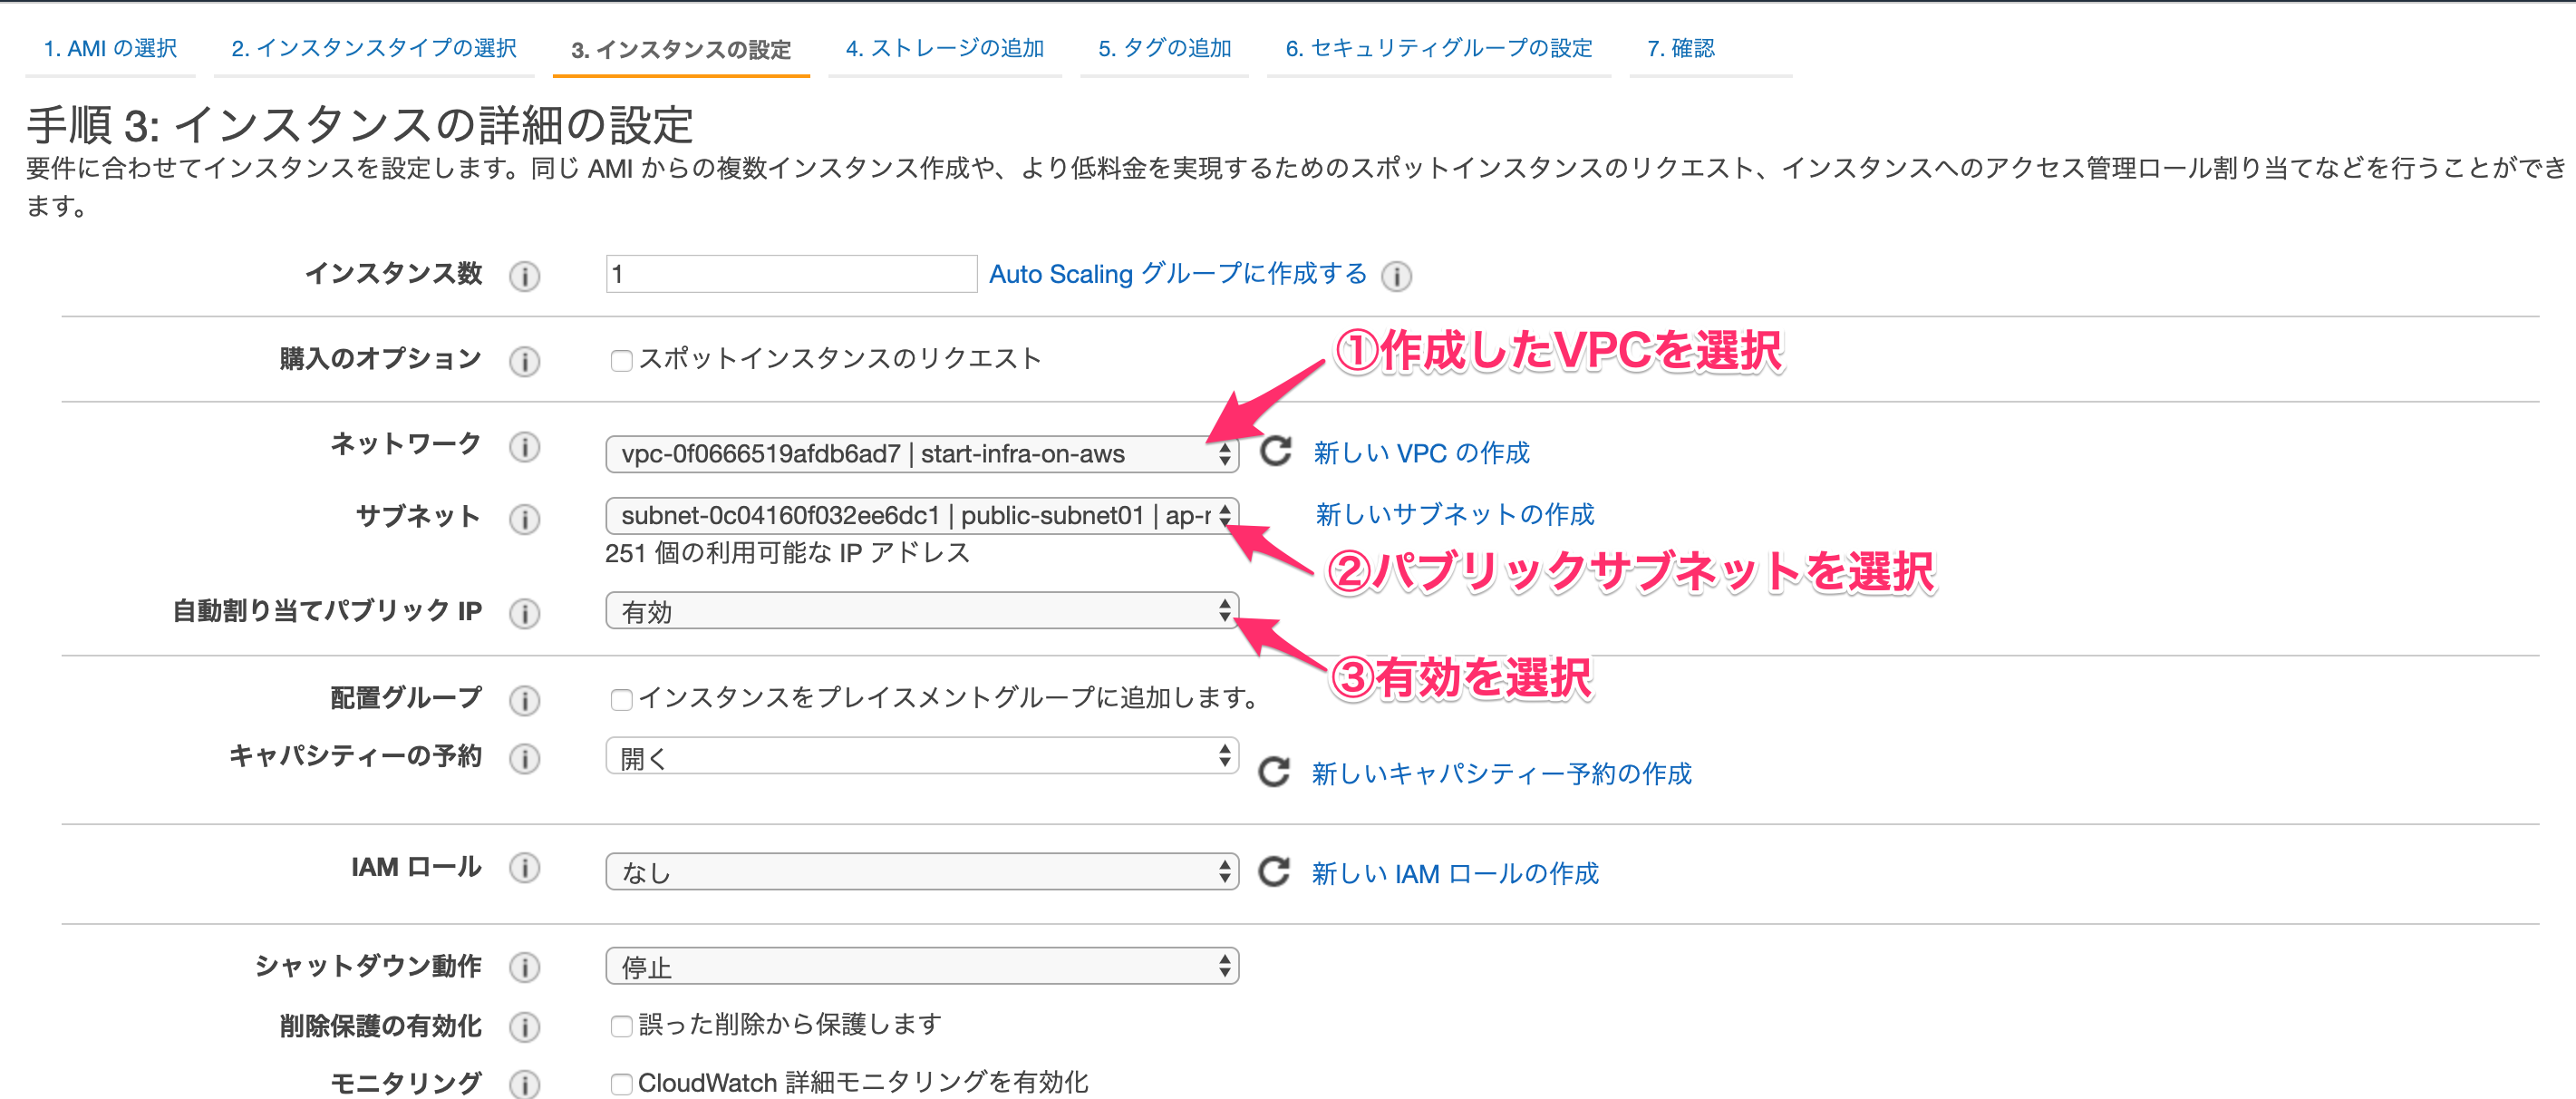 1. AMI の選択 2. インスタンスタイプの選択 3. インスタンスの設定 4. ストレージの追加 5. タグの追加 6. セキュリティグループの設定 7. 確認
手順 3: インスタンスの詳細の設定
要件に合わせてインスタンスを設定します。同じ AMI からの複数インスタンス作成や、より低料金を実現するためのスポットインスタンスのリクエスト、インスタンスへのアクセス管理ロール割り当てなどを行うことができ
ます。
インスタンス数 1 Auto Scaling グループに作成する
①作成したVPCを選択
購入のオプション スポットインスタンスのリクエスト
ネットワーク vpc-0f0666519afdb6ad7 | start-infra-on-aws 新しい VPC の作成
サブネット subnet-0c04160f032ee6dc1 | public-subnet01 | ap-r 新しいサブネットの作成
251 個の利用可能な IP アドレス
②パブリックサブネットを選択
自動割り当てパブリック IP 有効
③有効を選択
配置グループ インスタンスをプレイスメントグループに追加します。
キャパシティーの予約 開く 新しいキャパシティー予約の作成
IAM ロール なし 新しい IAM ロールの作成
シャットダウン動作 停止
削除保護の有効化 誤った削除から保護します
モニタリング CloudWatch 詳細モニタリングを有効化